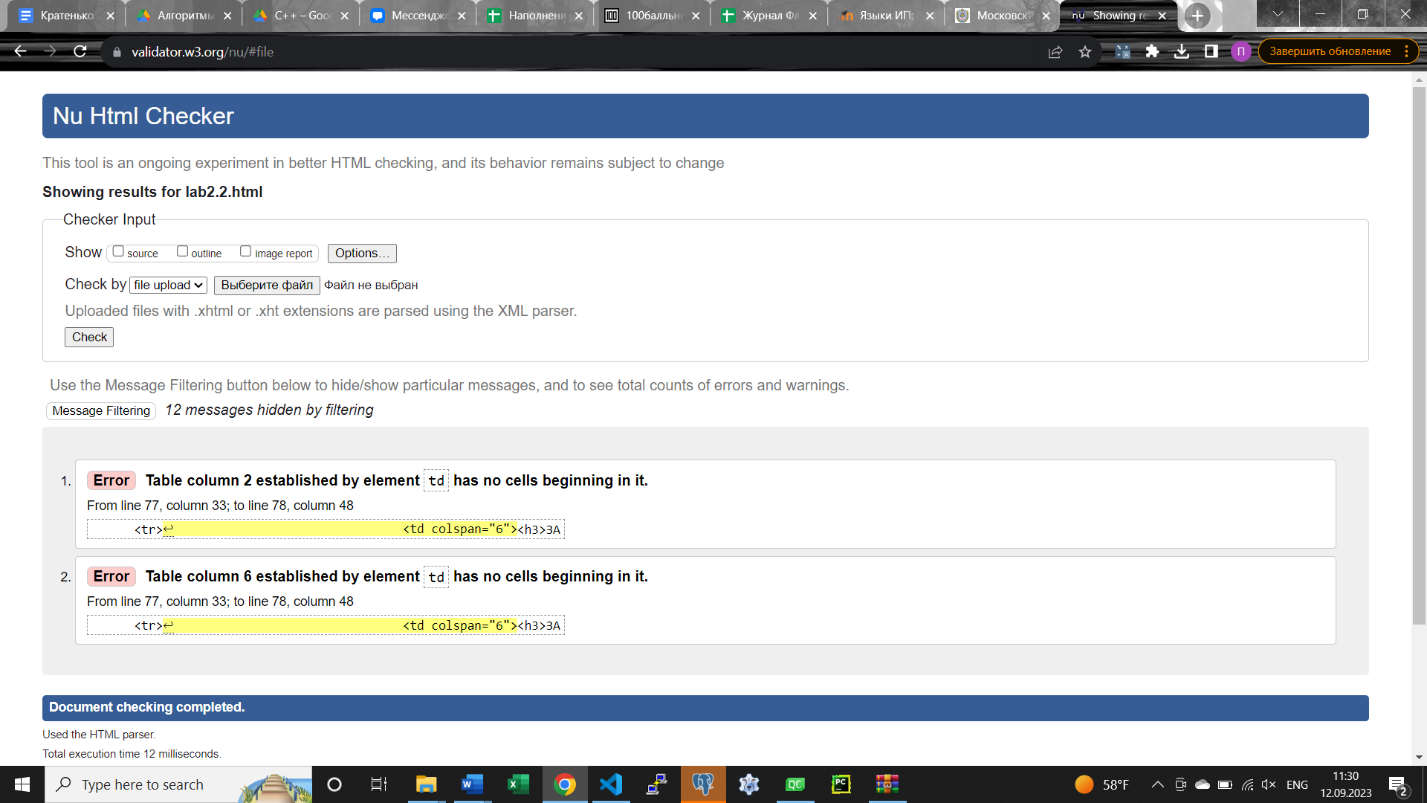 Кратенько
Алгоритмы
C++ – Goo
Мессендж
Наполнени
100балльн
Журнал Фл
Языки ИП:
Московски
Showing re
validator.w3.org/nu/#file
П
Завершить обновление
Nu Html Checker
This tool is an ongoing experiment in better HTML checking, and its behavior remains subject to change
Showing results for lab2.2.html
Checker Input
Show source outline image report Options...
Check by file upload Выберите файл Файл не выбран
Uploaded files with .xhtml or .xht extensions are parsed using the XML parser.
Check
Use the Message Filtering button below to hide/show particular messages, and to see total counts of errors and warnings.
Message Filtering 12 messages hidden by filtering
1. Error Table column 2 established by element td has no cells beginning in it.
From line 77, column 33; to line 78, column 48
<tr>↩ <td colspan="6"><h3>ЗА
2. Error Table column 6 established by element td has no cells beginning in it.
From line 77, column 33; to line 78, column 48
<tr>↩ <td colspan="6"><h3>ЗА
Document checking completed.
Used the HTML parser.
Total execution time 12 milliseconds.
Type here to search
58°F
ENG
11:30
12.09.2023
2